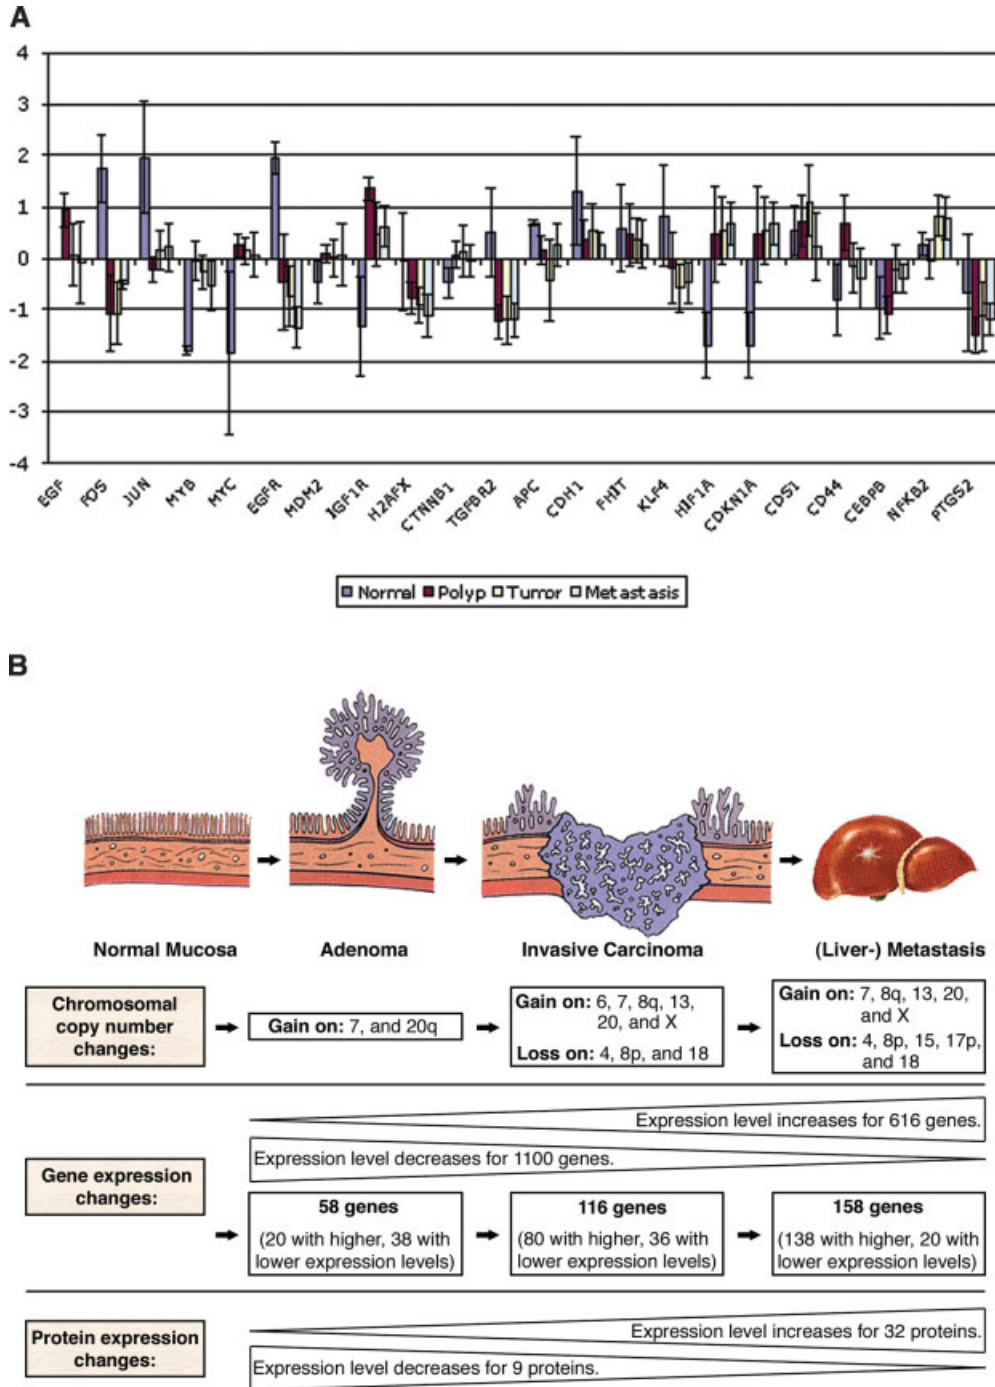 A
4
3
2
1
0
-1
-2
-3
-4
EGF
FOS
JUN
MYB
MYC
EGFR
MDM2
IGF1R
H2AFX
CTNNB1
TGFBR2
APC
CDH1
FHIT
KLF4
HIF1A
CDKN1A
CD51
CD44
CEBPB
NFKB2
PTGS2
Normal Polyp Tumor Metastasis
B
Normal Mucosa Adenoma Invasive Carcinoma (Liver-) Metastasis
Chromosomal
copy number
changes:
Gain on: 7, and 20q
Gain on: 6, 7, 8q, 13,
20, and X
Loss on: 4, 8p, and 18
Gain on: 7, 8q, 13, 20,
and X
Loss on: 4, 8p, 15, 17p,
and 18
Expression level increases for 616 genes.
Expression level decreases for 1100 genes.
Gene expression
changes:
58 genes
(20 with higher, 38 with
lower expression levels)
116 genes
(80 with higher, 36 with
lower expression levels)
158 genes
(138 with higher, 20 with
lower expression levels)
Protein expression
changes:
Expression level increases for 32 proteins.
Expression level decreases for 9 proteins.